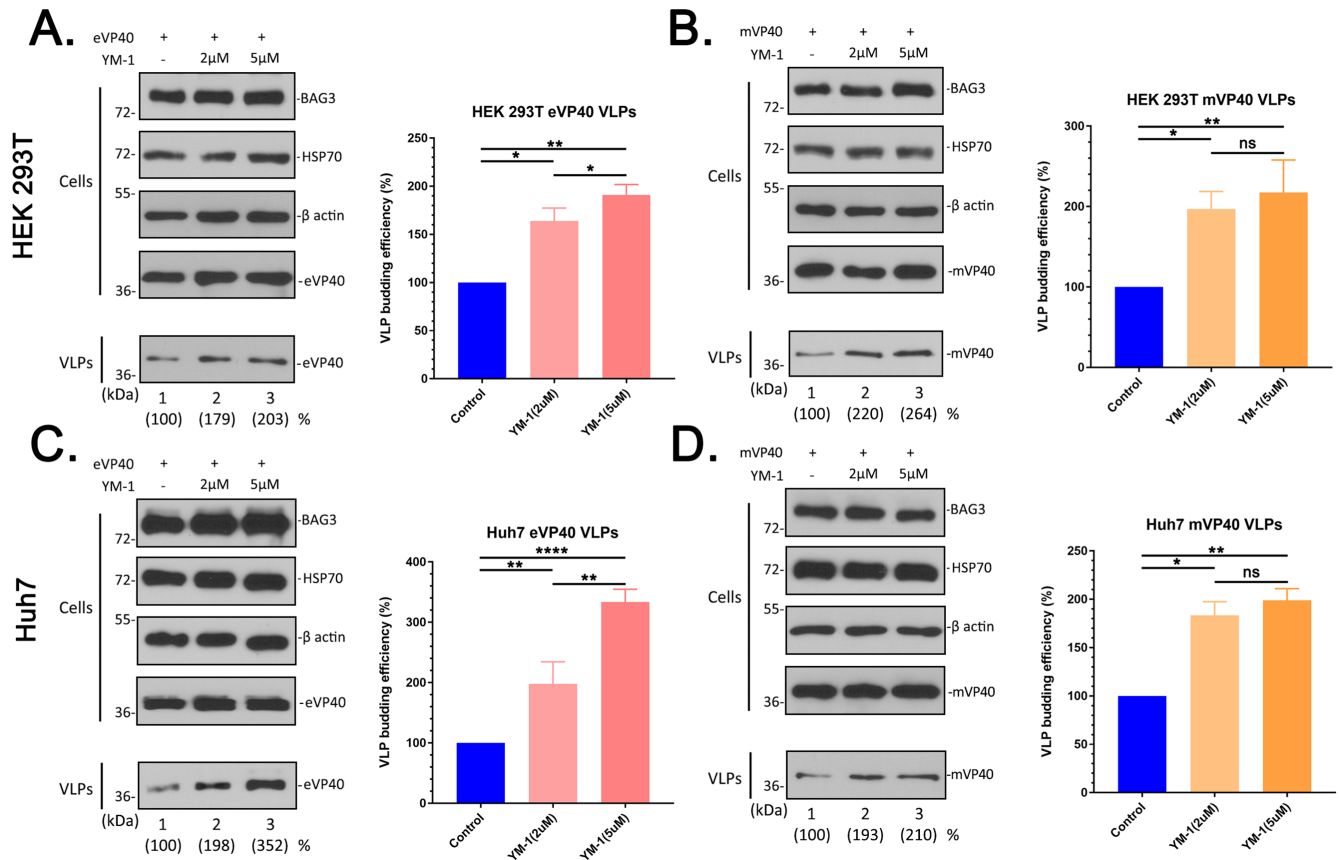 A.
eVP40 + + +
YM-1 - 2μM 5μM
HEK 293T
Cells
72-
-BAG3
72-
-HSP70
55-
-β actin
36-
-eVP40
VLPs
36-
-eVP40
(kDa) 1 2 3
(100) (179) (203) %
HEK 293T eVP40 VLPs
VLP budding efficiency (%)
250
200
150
100
50
0
**
*
*
Control
YM-1(2uM)
YM-1(5uM)
B.
mVP40 + + +
YM-1 - 2μM 5μM
Cells
72-
-BAG3
72-
-HSP70
55-
-β actin
36-
-mVP40
VLPs
36-
-mVP40
(kDa) 1 2 3
(100) (220) (264) %
HEK 293T mVP40 VLPs
VLP budding efficiency (%)
300
200
100
0
**
*
ns
Control
YM-1(2uM)
YM-1(5uM)
C.
eVP40 + + +
YM-1 - 2μM 5μM
Huh7
Cells
72-
-BAG3
72-
-HSP70
55-
-β actin
36-
-eVP40
VLPs
36-
-eVP40
(kDa) 1 2 3
(100) (198) (352) %
Huh7 eVP40 VLPs
VLP budding efficiency (%)
400
300
200
100
0
****
**
**
Control
YM-1(2uM)
YM-1(5uM)
D.
mVP40 + + +
YM-1 - 2μM 5μM
Cells
72-
-BAG3
72-
-HSP70
55-
-β actin
36-
-mVP40
VLPs
36-
-mVP40
(kDa) 1 2 3
(100) (193) (210) %
Huh7 mVP40 VLPs
VLP budding efficiency (%)
250
200
150
100
50
0
**
*
ns
Control
YM-1(2uM)
YM-1(5uM)